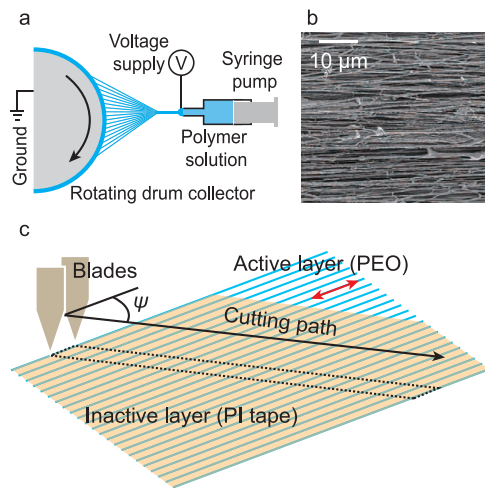 a
Voltage
supply
V
Syringe
pump
Ground
Polymer
solution
Rotating drum collector
b
10 μm
c
Blades
ψ
Active layer (PEO)
Cutting path
Inactive layer (PI tape)